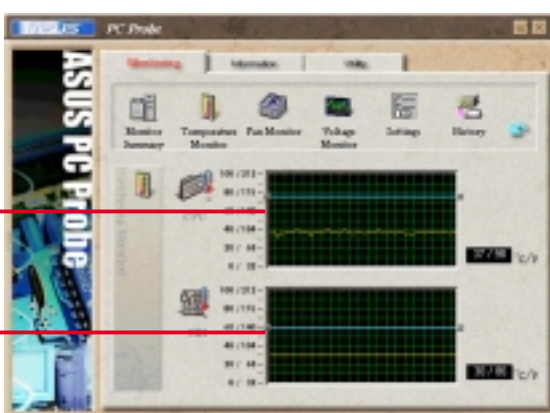 ASUS PC Probe
Monitoring Information Utility
ASUS PC Probe
Monitor Summary
Temperature Monitor
Fan Monitor
Voltage Monitor
Settings
History
CPU
100 / 212
80 / 176
40 / 104
20 / 68
0 / 32
°C/F
100 / 212
80 / 176
60 / 140
40 / 104
20 / 68
0 / 32
°C/F